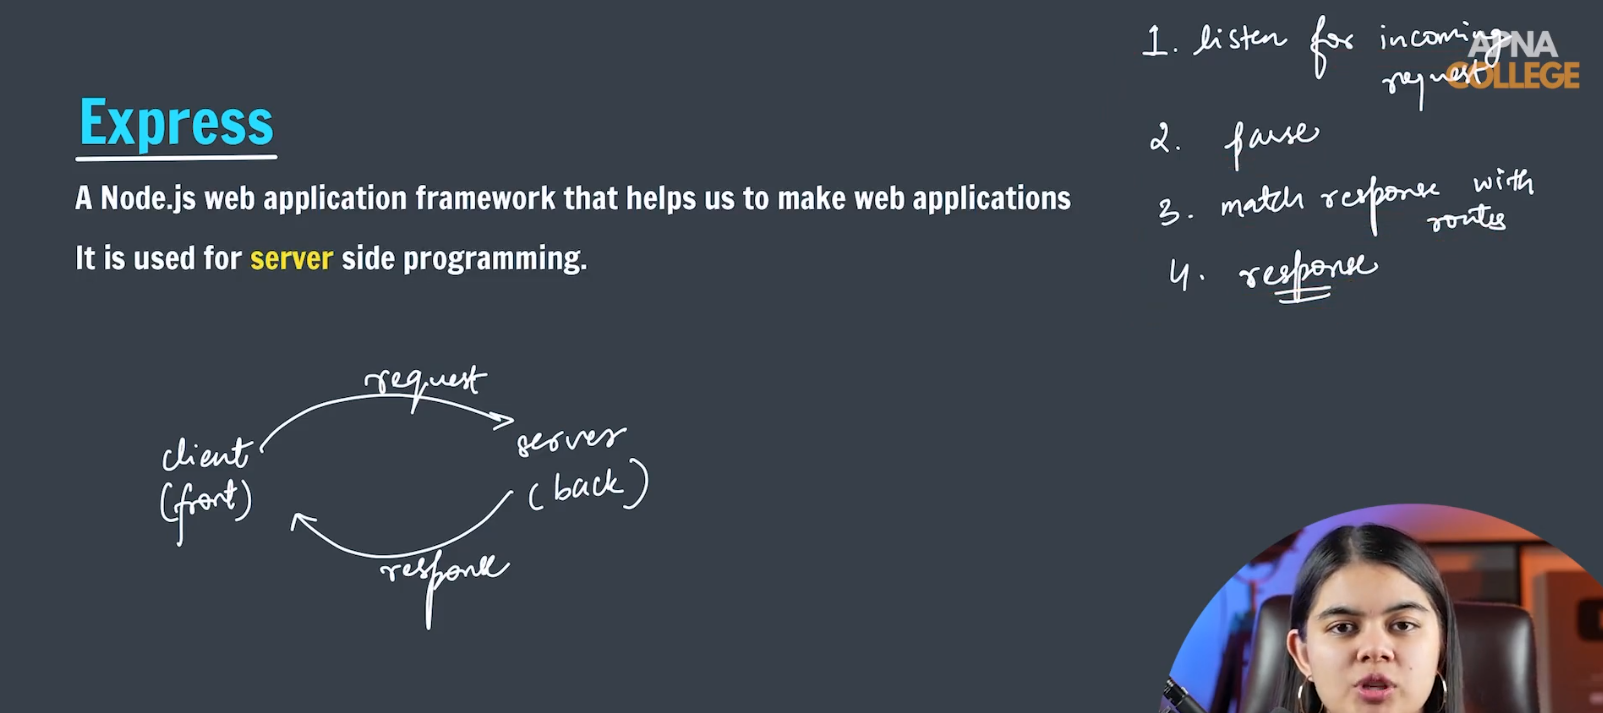 1. listen for incoming
request
APNA
COLLEGE
Express
2. parse
A Node.js web application framework that helps us to make web applications
3. match response with
routes
It is used for server side programming.
4. response
request
client
(front)
server
(back)
response